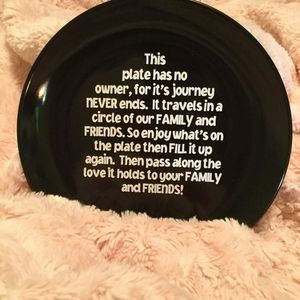 This
plate has no
owner, for it's journey
NEVER ends. It travels in a
circle of our FAMILY and
FRIENDS. So enjoy what's on
the plate then FILL it up
again. Then pass along the
love it holds to your FAMILY
and FRIENDS!